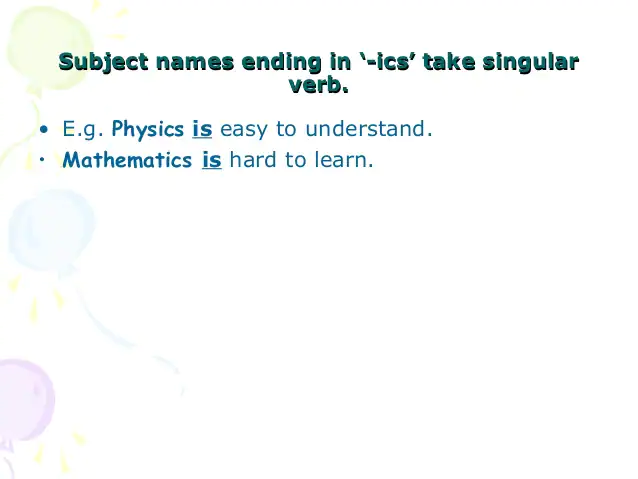 Subject names ending in ‘-ics’ take singular
verb.
• E.g. Physics is easy to understand.
• Mathematics is hard to learn.